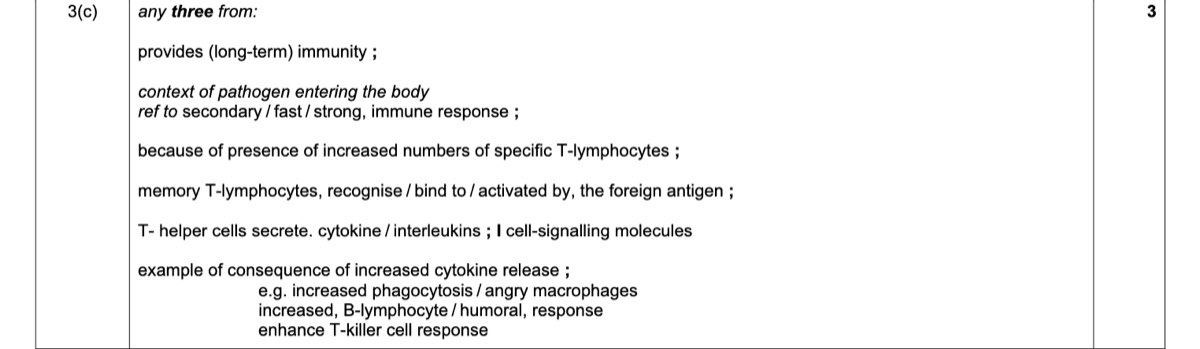 3(c) any three from: 3
provides (long-term) immunity ;
context of pathogen entering the body
ref to secondary / fast / strong, immune response ;
because of presence of increased numbers of specific T-lymphocytes ;
memory T-lymphocytes, recognise / bind to / activated by, the foreign antigen ;
T- helper cells secrete. cytokine / interleukins ; I cell-signalling molecules
example of consequence of increased cytokine release ;
e.g. increased phagocytosis / angry macrophages
increased, B-lymphocyte / humoral, response
enhance T-killer cell response